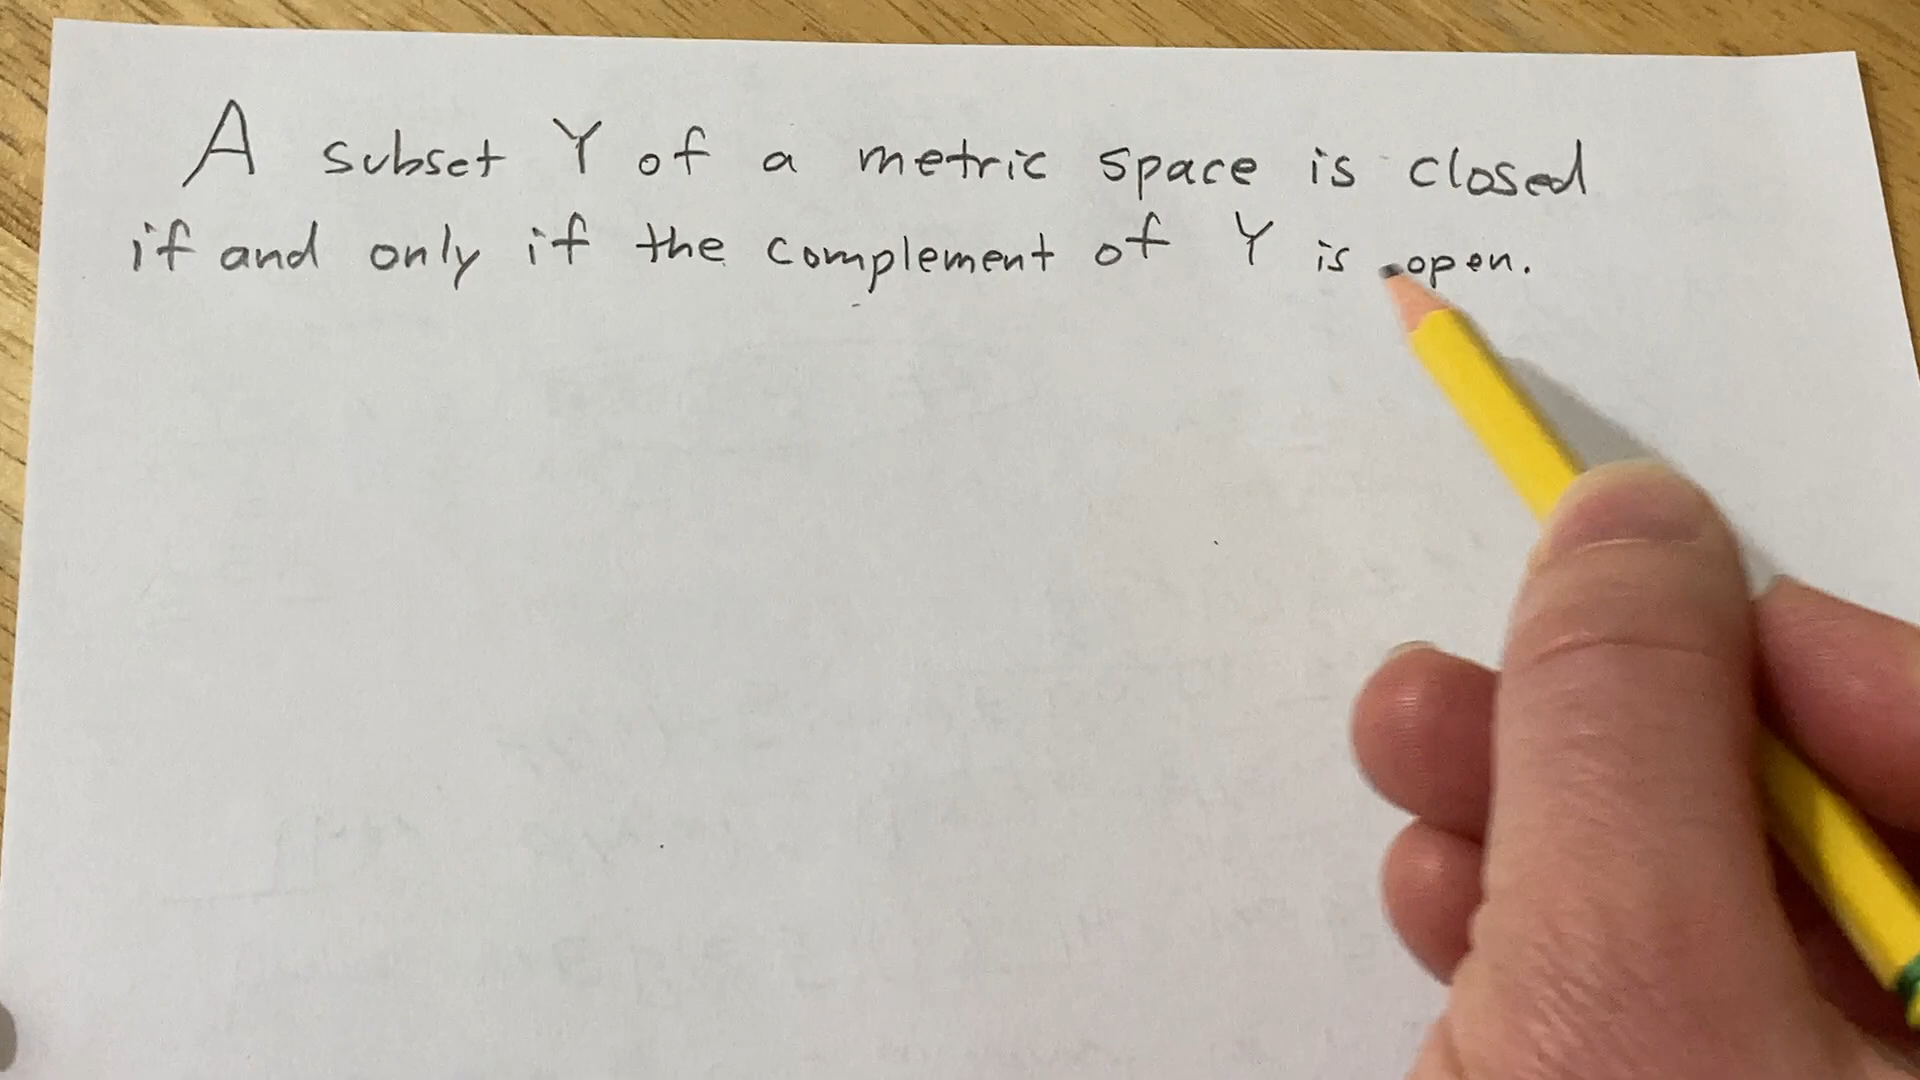 A subset Y of a metric space is closed
if and only if the complement of Y is open.